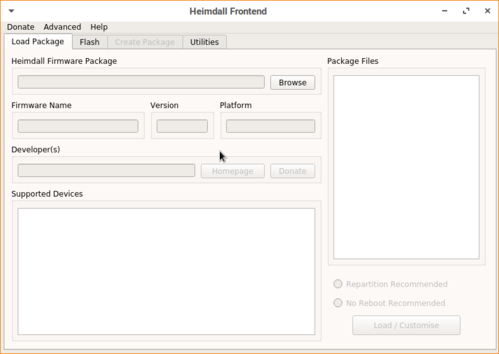 Heimdall Frontend
Donate Advanced Help
Load Package Flash Create Package Utilities
Heimdall Firmware Package
Browse
Firmware Name Version Platform
Developer(s)
Homepage Donate
Supported Devices
Package Files
Repartition Recommended
No Reboot Recommended
Load / Customise